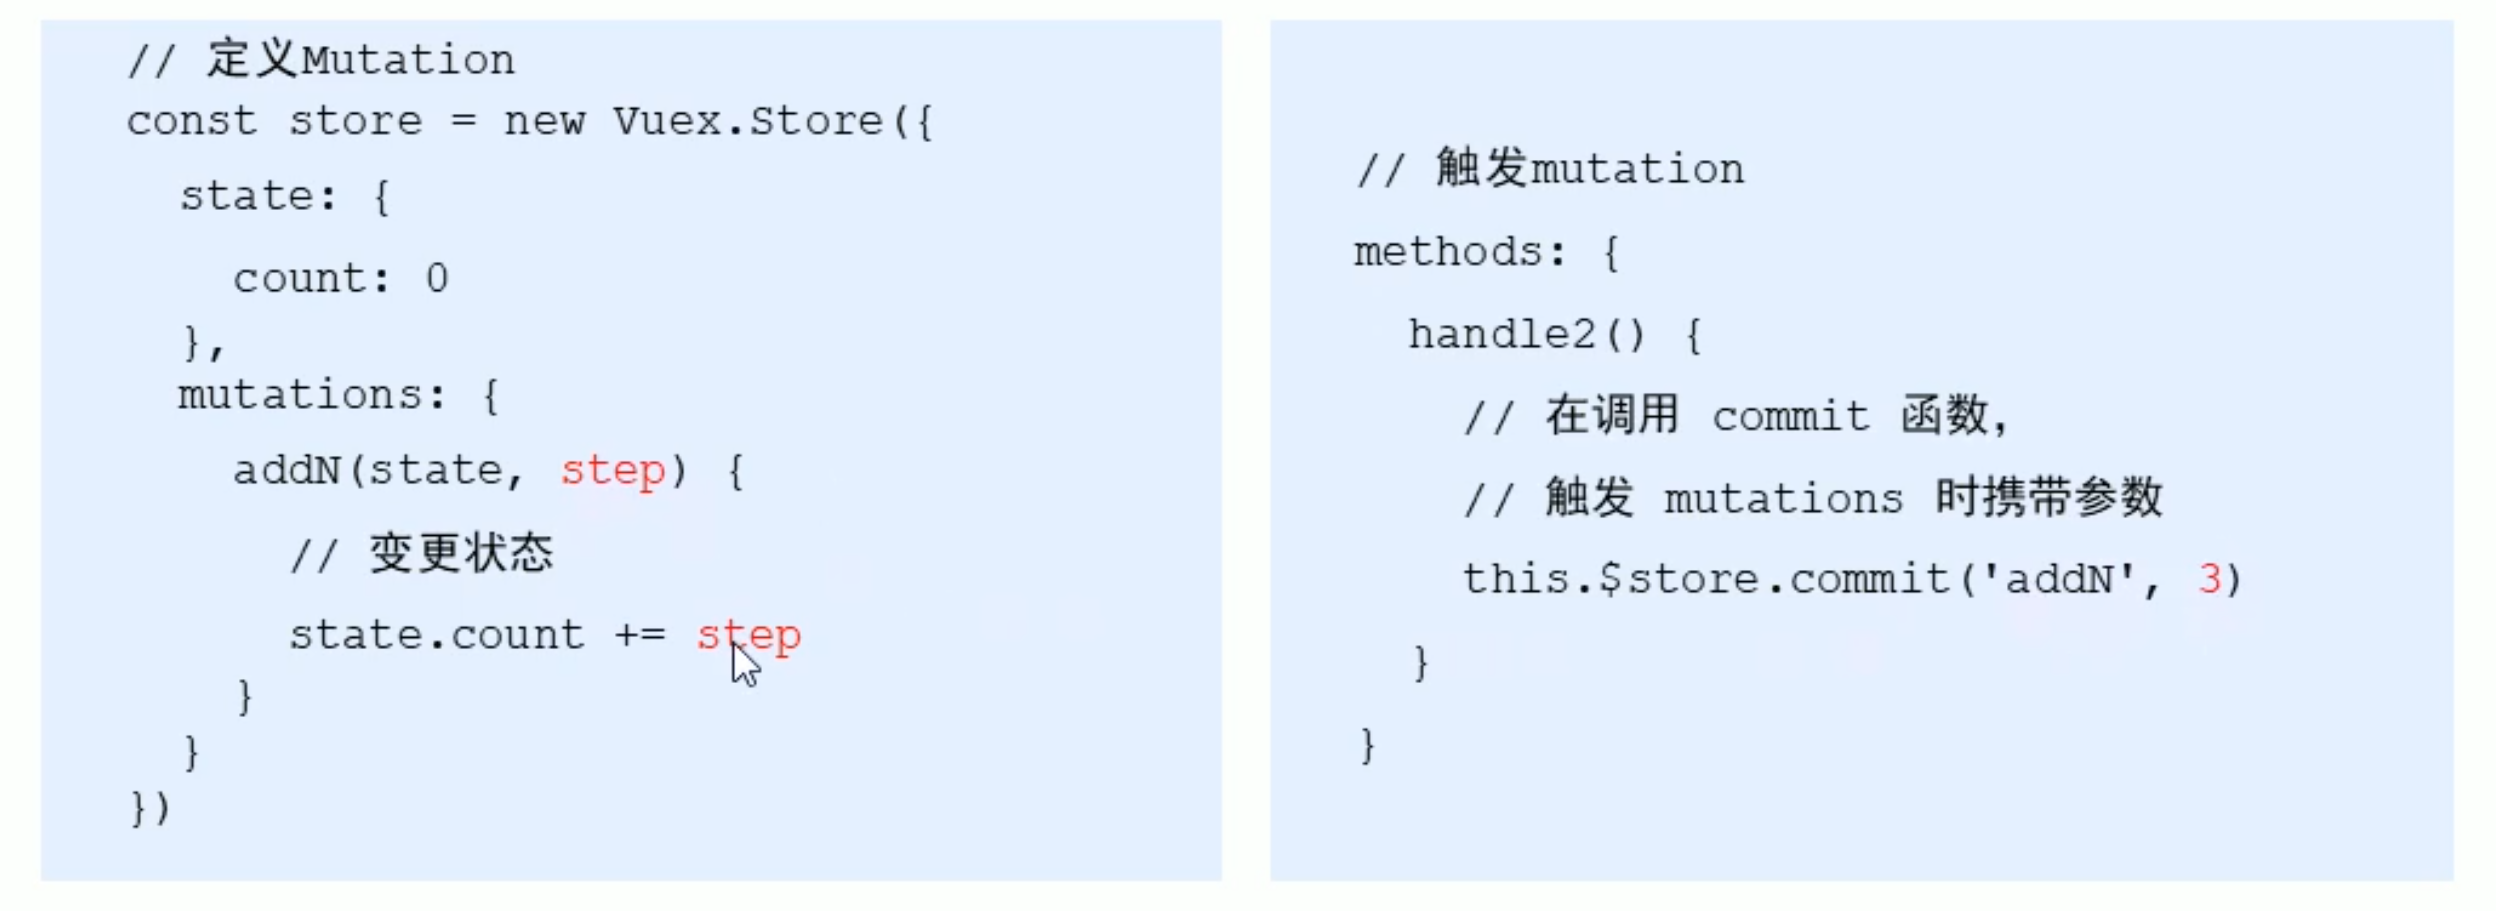 // 定义Mutation
const store = new Vuex.Store({
  state: {
    count: 0
  },
  mutations: {
    addN(state, step) {
      // 变更状态
      state.count += step
    }
  }
})
// 触发mutation
methods: {
  handle2() {
    // 在调用 commit 函数，
    // 触发 mutations 时携带参数
    this.$store.commit('addN', 3)
  }
}